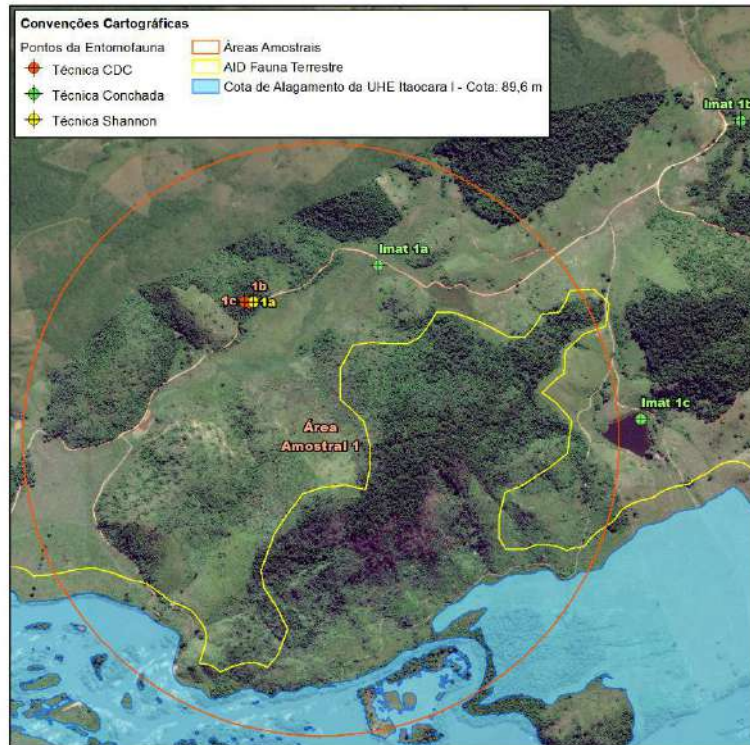 Convenções Cartográficas
Pontos da Entomofauna
Técnica CDC
Técnica Conchada
Técnica Shannon
Áreas Amostrais
AID Fauna Terrestre
Cota de Alagamento da UHE Itaocara I - Cota: 89,6 m
Imat 1b
Imat 1a
1b
1c
1a
Imat 1c
Área
Amostral 1